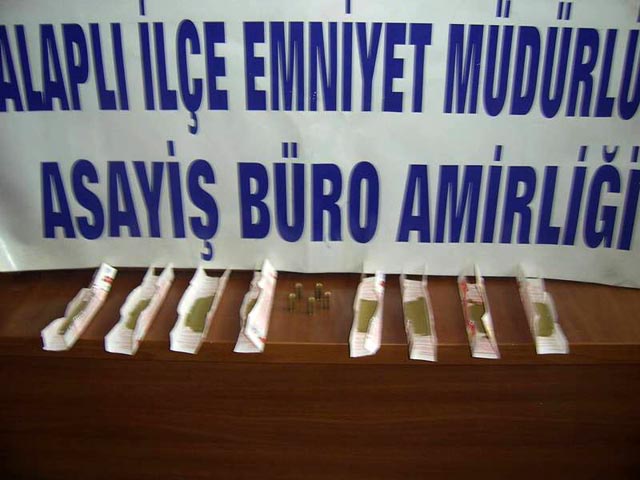 ALAPLI İLÇE EMNİYET MÜDÜRLÜ
ASAYİŞ BÜRO AMİRLİĞİ